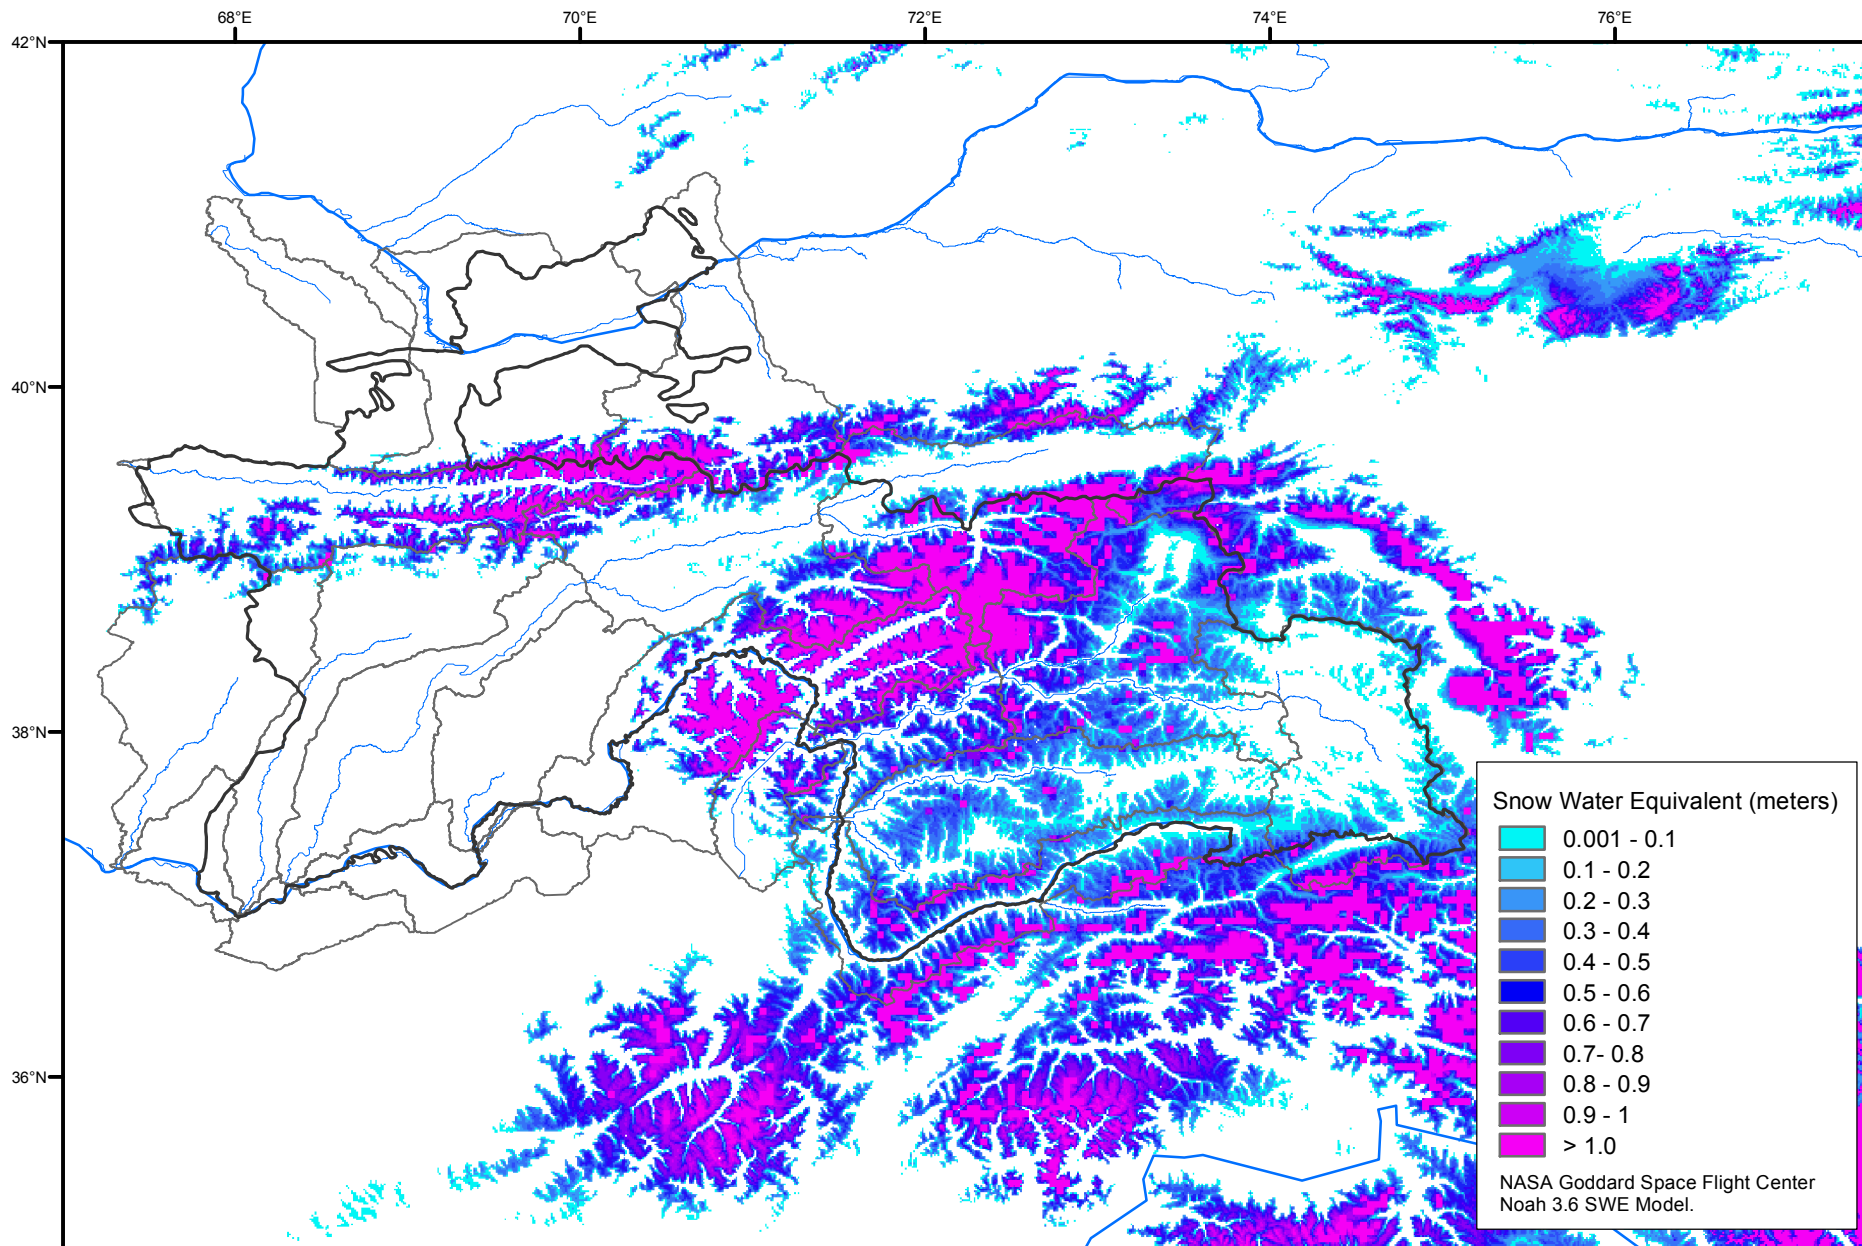 68°E
70°E
72°E
74°E
76°E
42°N
40°N
38°N
36°N
Snow Water Equivalent (meters)
0.001 - 0.1
0.1 - 0.2
0.2 - 0.3
0.3 - 0.4
0.4 - 0.5
0.5 - 0.6
0.6 - 0.7
0.7- 0.8
0.8 - 0.9
0.9 - 1
> 1.0
NASA Goddard Space Flight Center
Noah 3.6 SWE Model.